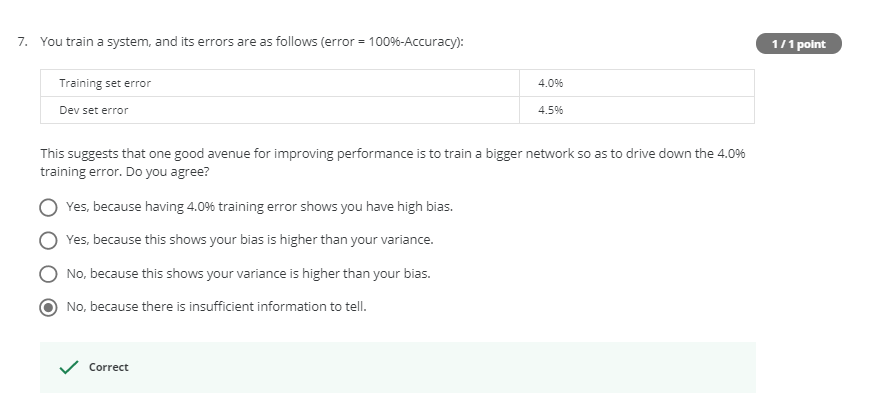 7. You train a system, and its errors are as follows (error = 100%-Accuracy):
1 / 1 point
Training set error 4.0%
Dev set error 4.5%
This suggests that one good avenue for improving performance is to train a bigger network so as to drive down the 4.0%
training error. Do you agree?
Yes, because having 4.0% training error shows you have high bias.
Yes, because this shows your bias is higher than your variance.
No, because this shows your variance is higher than your bias.
No, because there is insufficient information to tell.
Correct